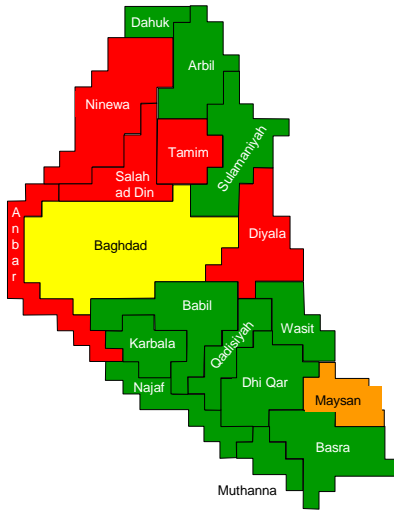 Dahuk
Arbil
Ninewa
Tamim
Sulamaniyah
Salah
ad Din
Anbar
Diyala
Baghdad
Babil
Qadisiyah
Wasit
Karbala
Najaf
Dhi Qar
Maysan
Basra
Muthanna